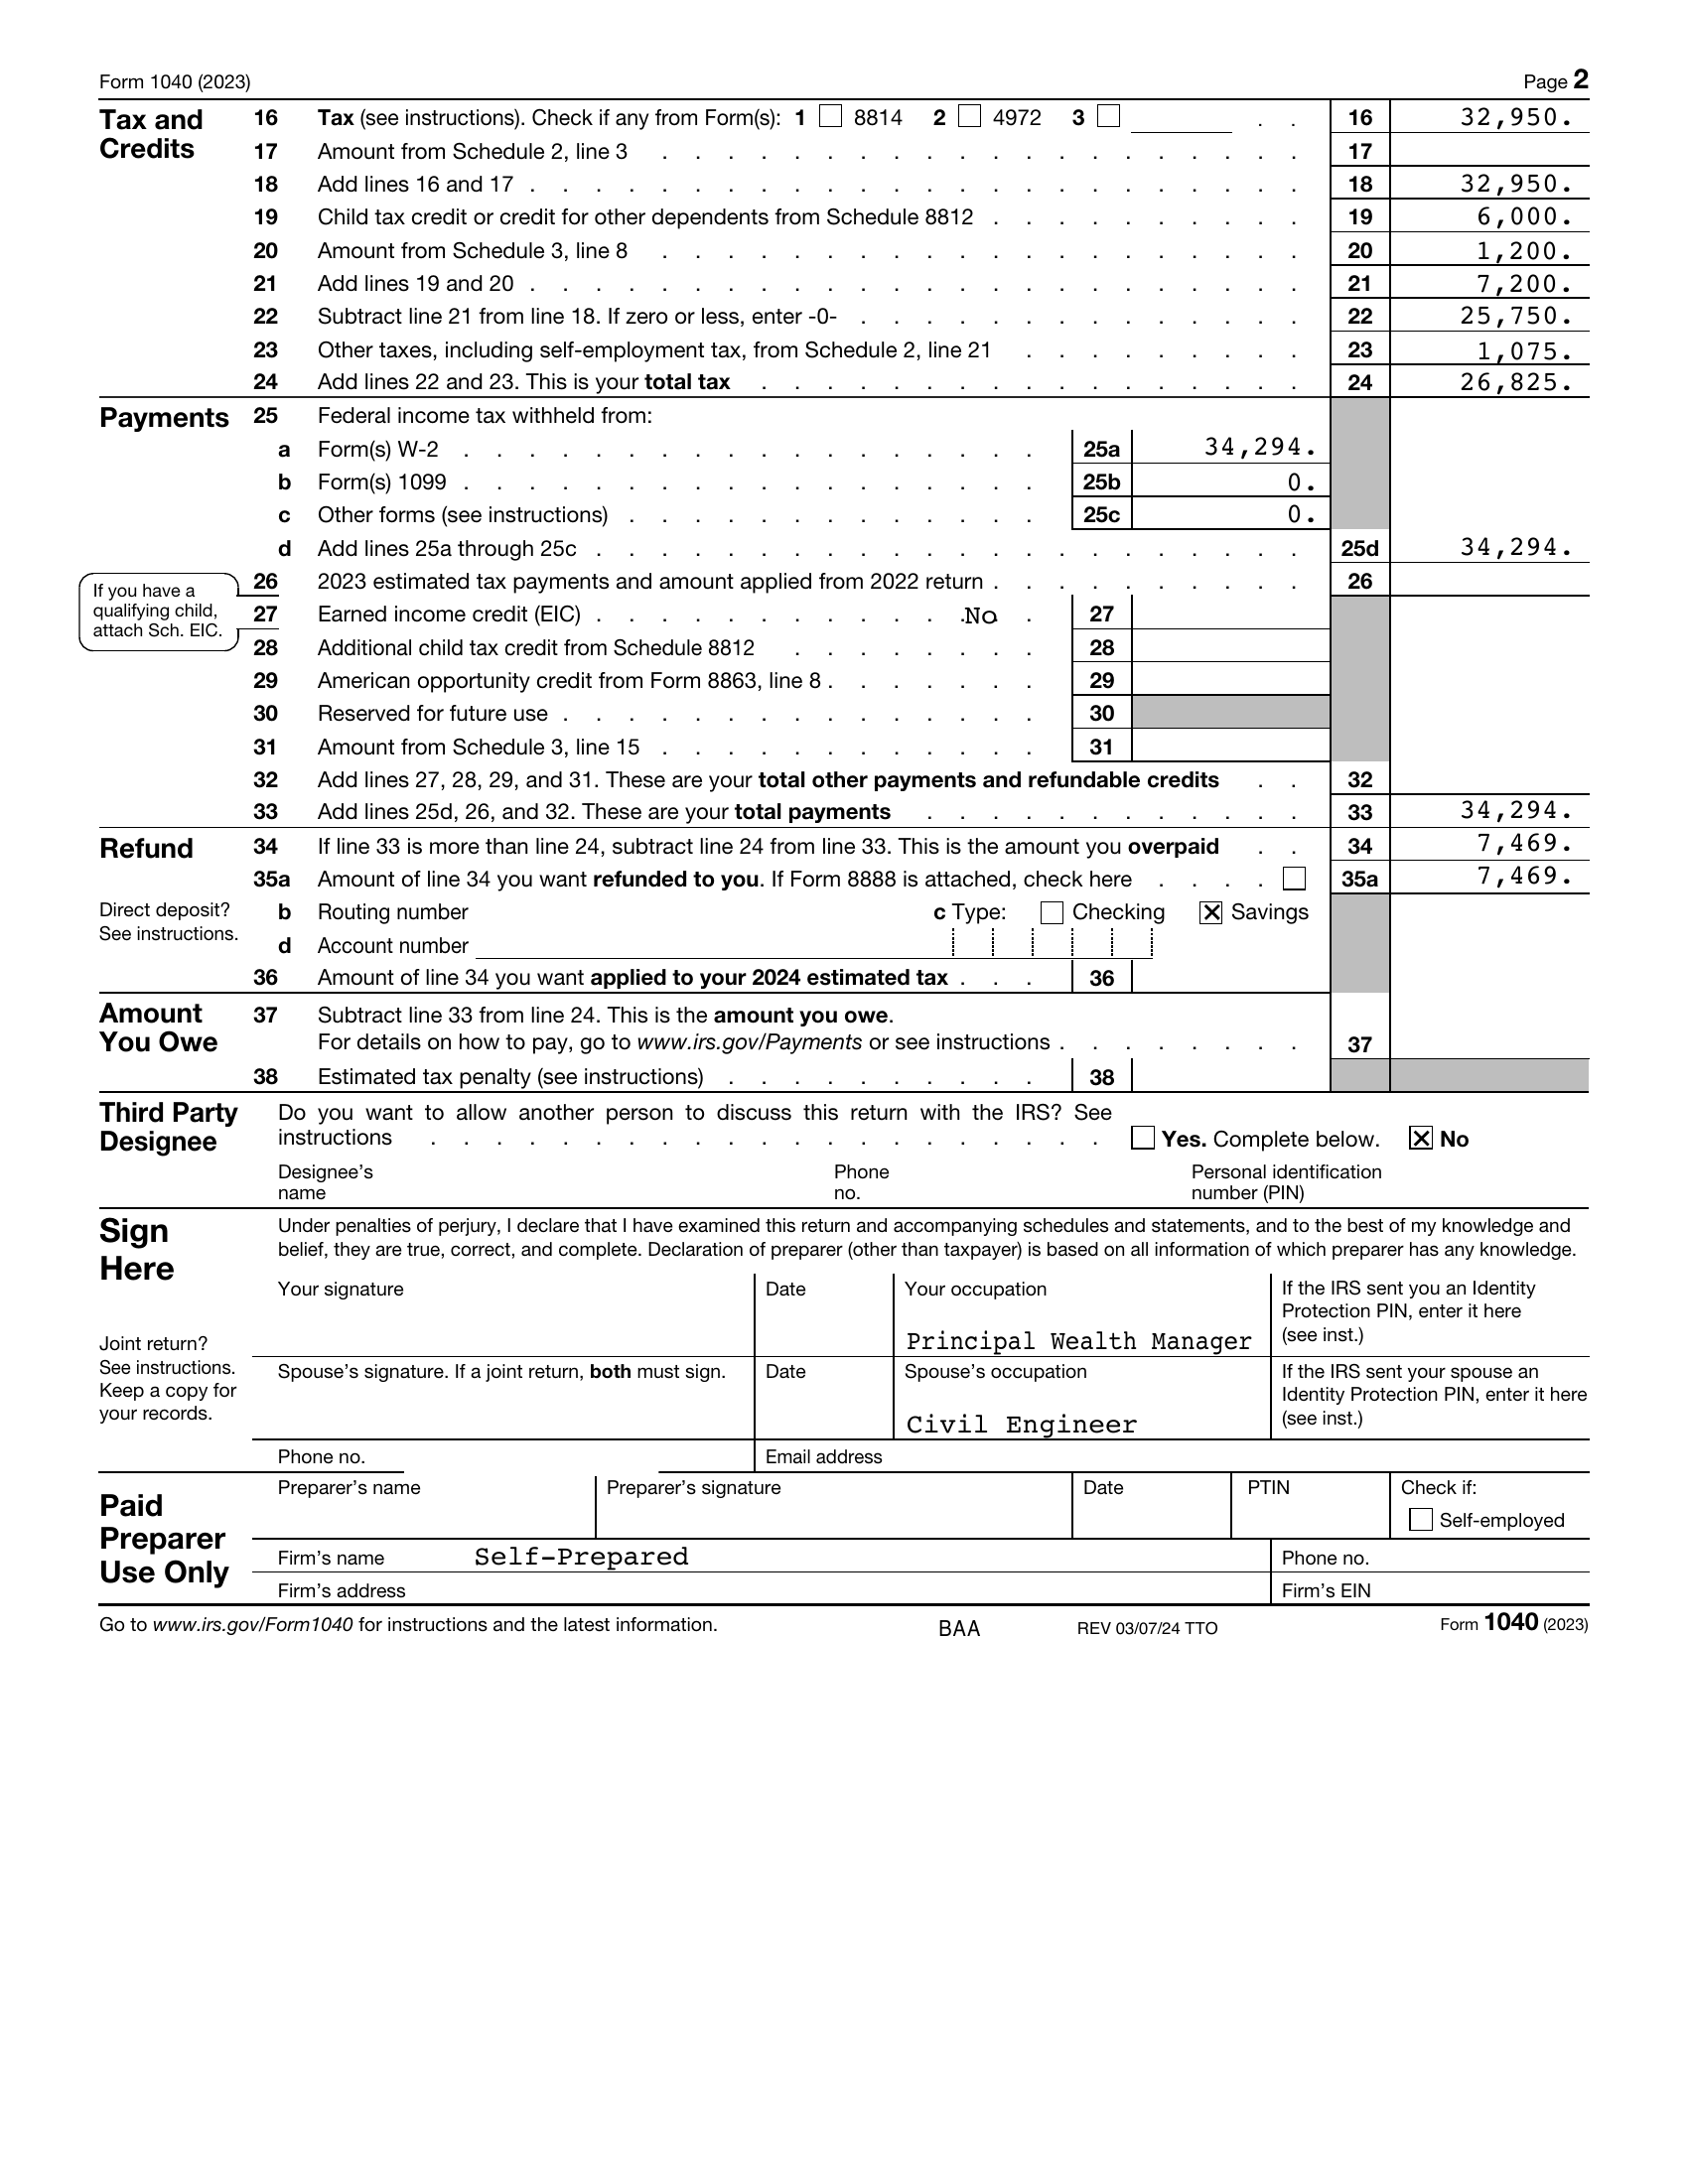 Form 1040 (2023) Page 2
Tax and Credits
16 Tax (see instructions). Check if any from Form(s): 1 8814 2 4972 3 . . 16 32,950.
17 Amount from Schedule 2, line 3 17
18 Add lines 16 and 17 18 32,950.
19 Child tax credit or credit for other dependents from Schedule 8812 19 6,000.
20 Amount from Schedule 3, line 8 20 1,200.
21 Add lines 19 and 20 21 7,200.
22 Subtract line 21 from line 18. If zero or less, enter -0- 22 25,750.
23 Other taxes, including self-employment tax, from Schedule 2, line 21 23 1,075.
24 Add lines 22 and 23. This is your total tax 24 26,825.
Payments 25 Federal income tax withheld from:
a Form(s) W-2 25a 34,294.
b Form(s) 1099 25b 0.
c Other forms (see instructions) 25c 0.
d Add lines 25a through 25c 25d 34,294.
If you have a
qualifying child,
attach Sch. EIC.
26 2023 estimated tax payments and amount applied from 2022 return 26
27 Earned income credit (EIC) No 27
28 Additional child tax credit from Schedule 8812 28
29 American opportunity credit from Form 8863, line 8 29
30 Reserved for future use 30
31 Amount from Schedule 3, line 15 31
32 Add lines 27, 28, 29, and 31. These are your total other payments and refundable credits 32
33 Add lines 25d, 26, and 32. These are your total payments 33 34,294.
Refund 34 If line 33 is more than line 24, subtract line 24 from line 33. This is the amount you overpaid 34 7,469.
35a Amount of line 34 you want refunded to you. If Form 8888 is attached, check here 35a 7,469.
Direct deposit?
See instructions.
b Routing number c Type: Checking ☒ Savings
d Account number
36 Amount of line 34 you want applied to your 2024 estimated tax 36
Amount
You Owe
37 Subtract line 33 from line 24. This is the amount you owe.
For details on how to pay, go to www.irs.gov/Payments or see instructions 37
38 Estimated tax penalty (see instructions) 38
Third Party
Designee
Do you want to allow another person to discuss this return with the IRS? See
instructions Yes. Complete below. ☒ No
Designee's
name
Phone
no.
Personal identification
number (PIN)
Sign
Here
Under penalties of perjury, I declare that I have examined this return and accompanying schedules and statements, and to the best of my knowledge and
belief, they are true, correct, and complete. Declaration of preparer (other than taxpayer) is based on all information of which preparer has any knowledge.
Joint return?
See instructions.
Keep a copy for
your records.
Your signature
Date
Your occupation
Principal Wealth Manager
If the IRS sent you an Identity
Protection PIN, enter it here
(see inst.)
Spouse's signature. If a joint return, both must sign.
Date
Spouse's occupation
Civil Engineer
If the IRS sent your spouse an
Identity Protection PIN, enter it here
(see inst.)
Phone no. Email address
Paid
Preparer
Use Only
Preparer's name Preparer's signature Date PTIN Check if:
Self-employed
Firm's name Self-Prepared Phone no.
Firm's address Firm's EIN
Go to www.irs.gov/Form1040 for instructions and the latest information. BAA REV 03/07/24 TTO Form 1040 (2023)